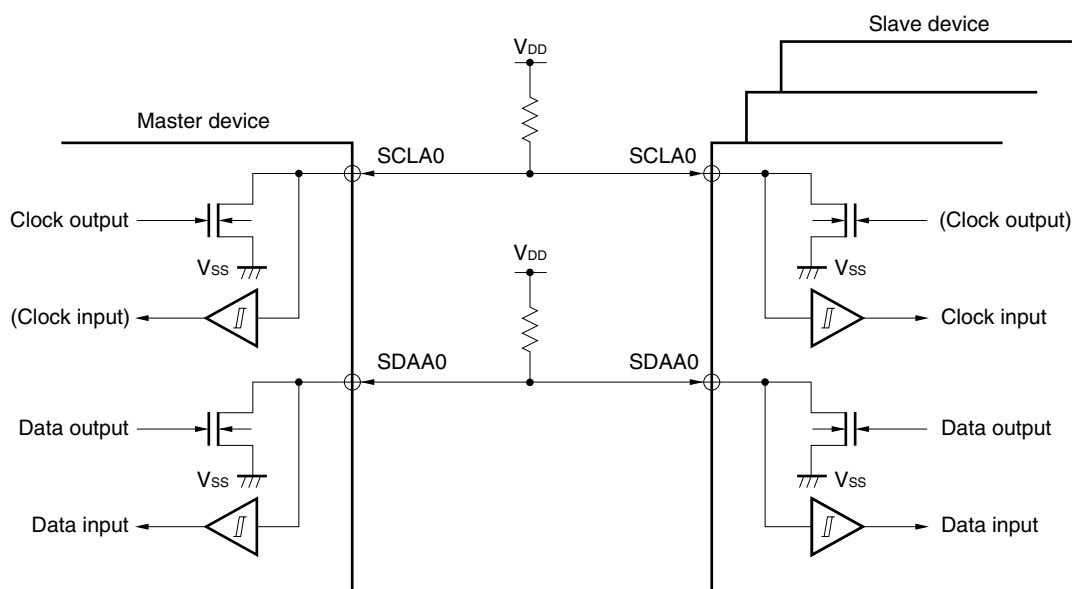 Slave device
VDD
Master device
SCLA0
SCLA0
Clock output
(Clock output)
VSS
VDD
VSS
(Clock input)
Clock input
SDAA0
SDAA0
Data output
Data output
VSS
VSS
Data input
Data input